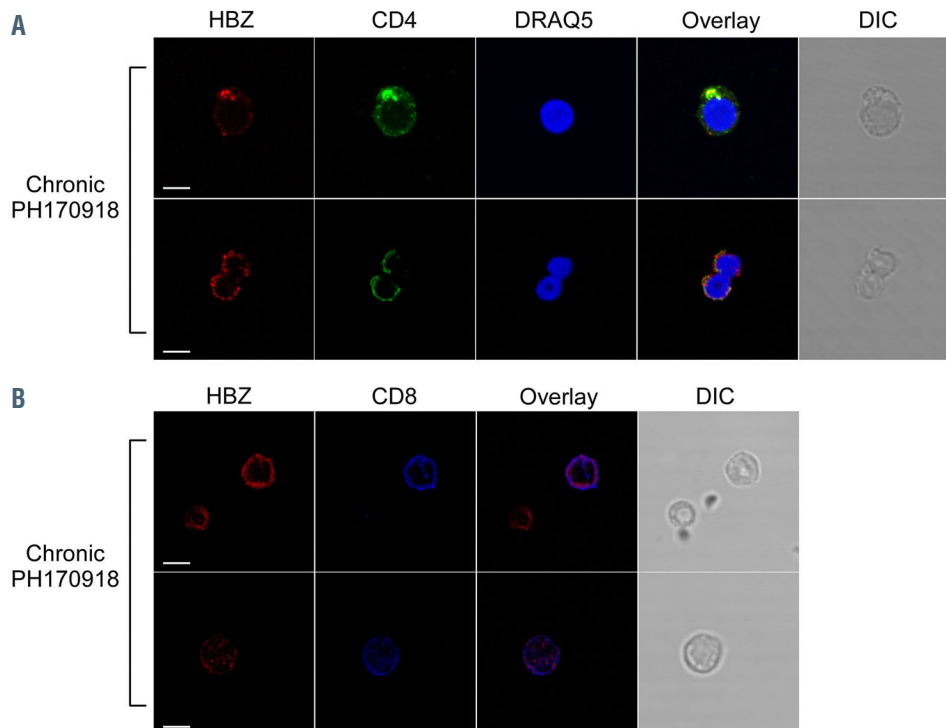 A
HBZ CD4 DRAQ5 Overlay DIC
Chronic
PH170918
B
HBZ CD8 Overlay DIC
Chronic
PH170918